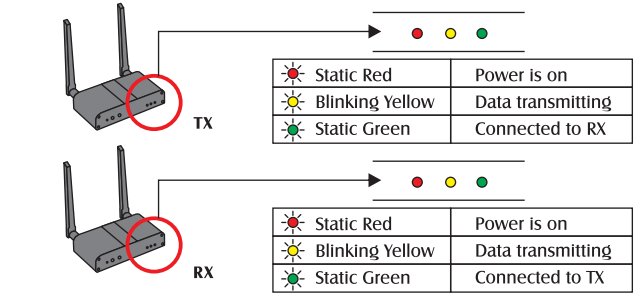 Static Red Power is on
Blinking Yellow Data transmitting
TX
Static Green Connected to RX
Static Red Power is on
Blinking Yellow Data transmitting
RX
Static Green Connected to TX